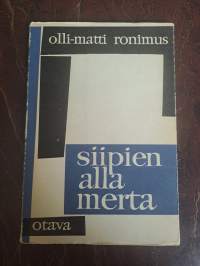 olli-matti ronimus
siipien
alla
merta
otava